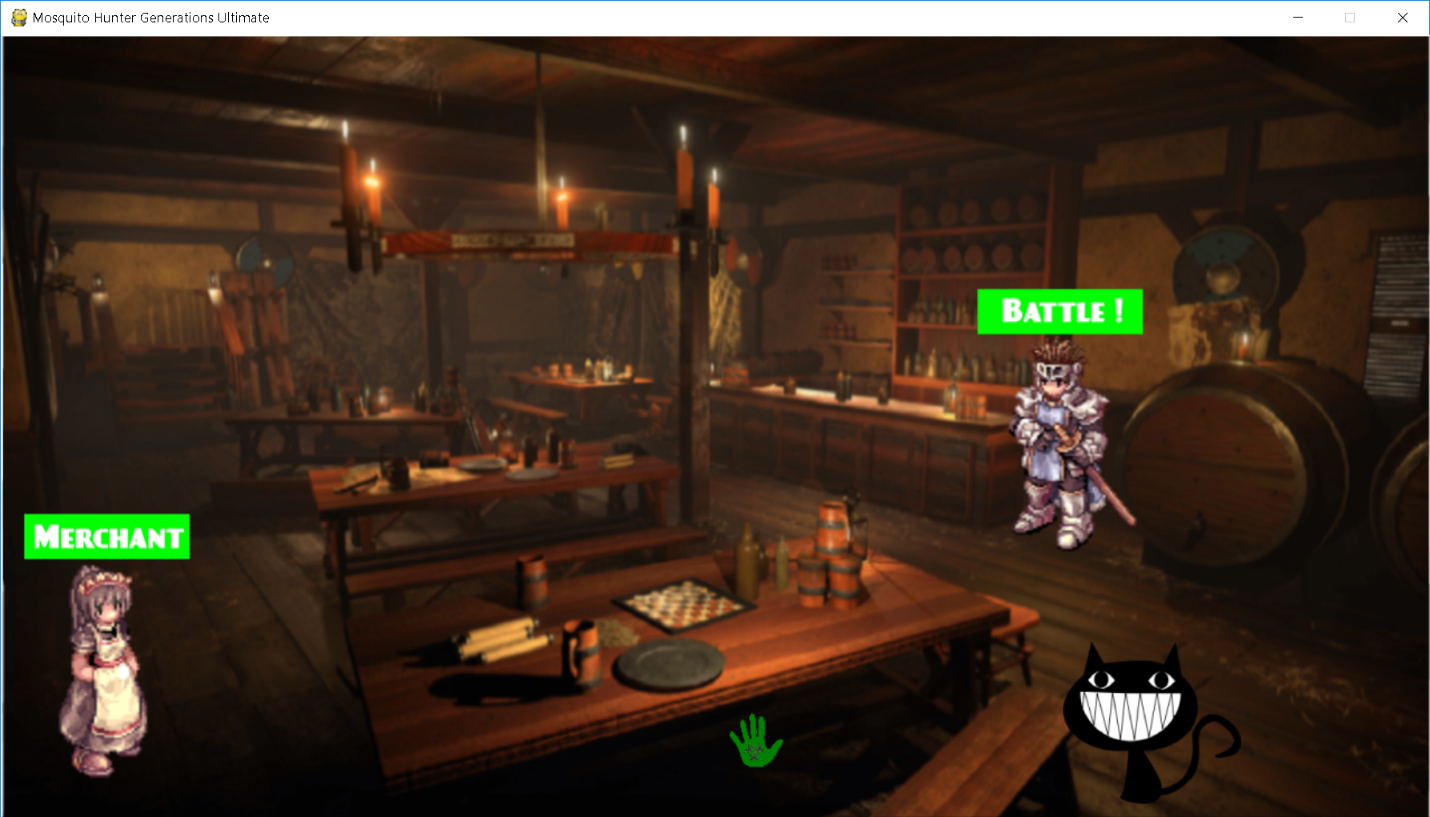 Mosquito Hunter Generations Ultimate
Battle !
Merchant